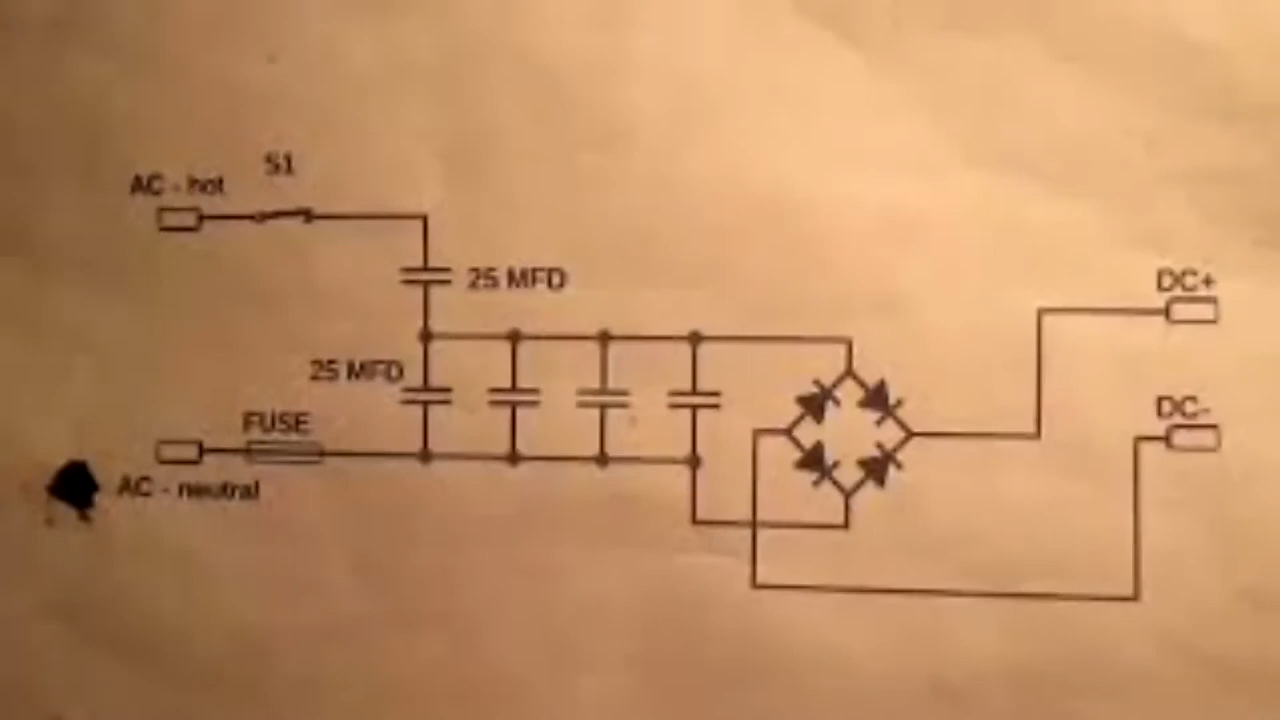 S1
AC - hot
25 MFD
DC+
25 MFD
DC-
FUSE
AC - neutral